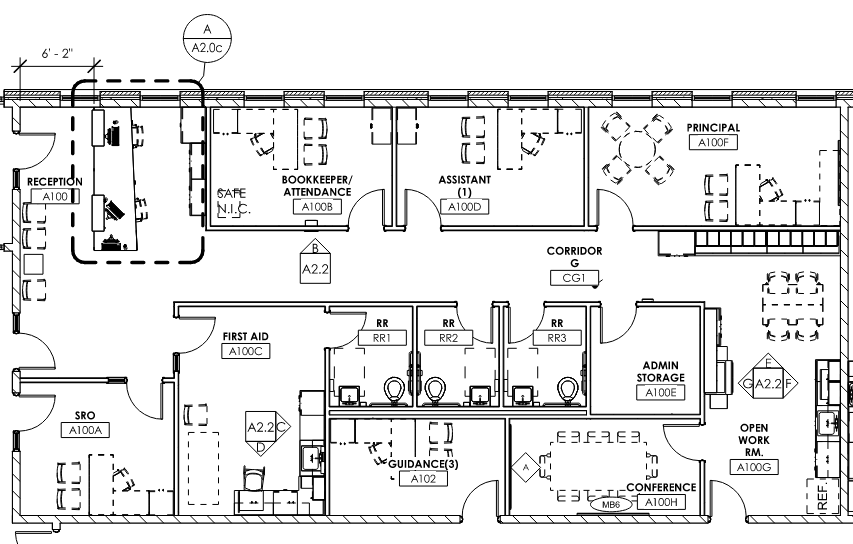 A
A2.0c
6' - 2"
RECEPTION
A100
SAFE
N.I.C.
BOOKKEEPER/
ATTENDANCE
A100B
ASSISTANT
(1)
A100D
PRINCIPAL
A100F
B
A2.2
CORRIDOR
G
CG1
FIRST AID
A100C
RR
RR1
RR
RR2
RR
RR3
ADMIN
STORAGE
A100E
E
G
A2.2
F
SRO
A100A
A2.2
C
D
GUIDANCE(3)
A102
A
CONFERENCE
A100H
MB6
OPEN
WORK
RM.
A100G
REF.